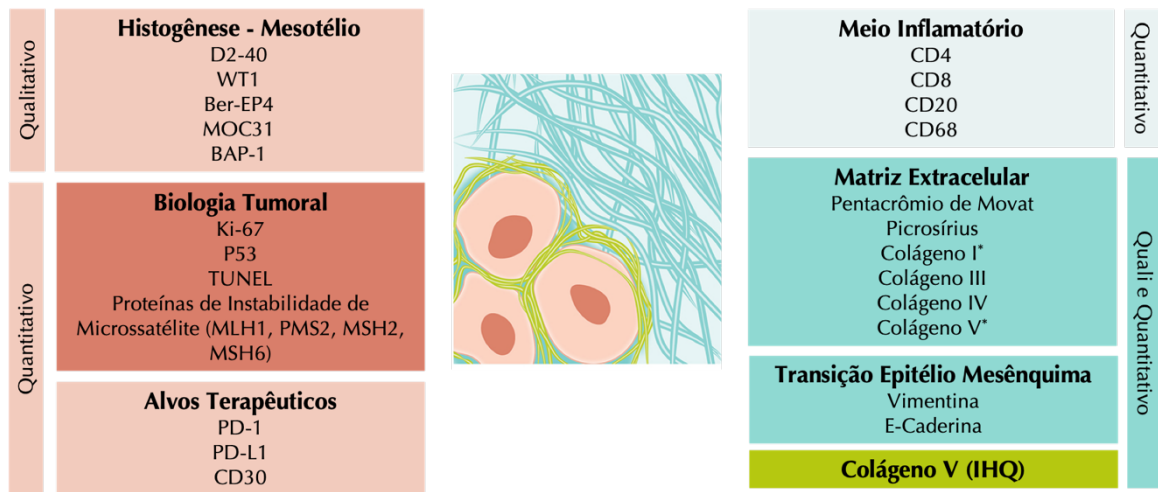 Qualitativo
Histogênese - Mesotélio
D2-40
WT1
Ber-EP4
MOC31
BAP-1
Quantitativo
Biologia Tumoral
Ki-67
P53
TUNEL
Proteínas de Instabilidade de
Microssatélite (MLH1, PMS2, MSH2,
MSH6)
Alvos Terapêuticos
PD-1
PD-L1
CD30
Meio Inflamatório
CD4
CD8
CD20
CD68
Quantitativo
Matriz Extracelular
Pentacrômio de Movat
Picrosírius
Colágeno I*
Colágeno III
Colágeno IV
Colágeno V*
Quali e Quantitativo
Transição Epitélio Mesênquima
Vimentina
E-Caderina
Colágeno V (IHQ)